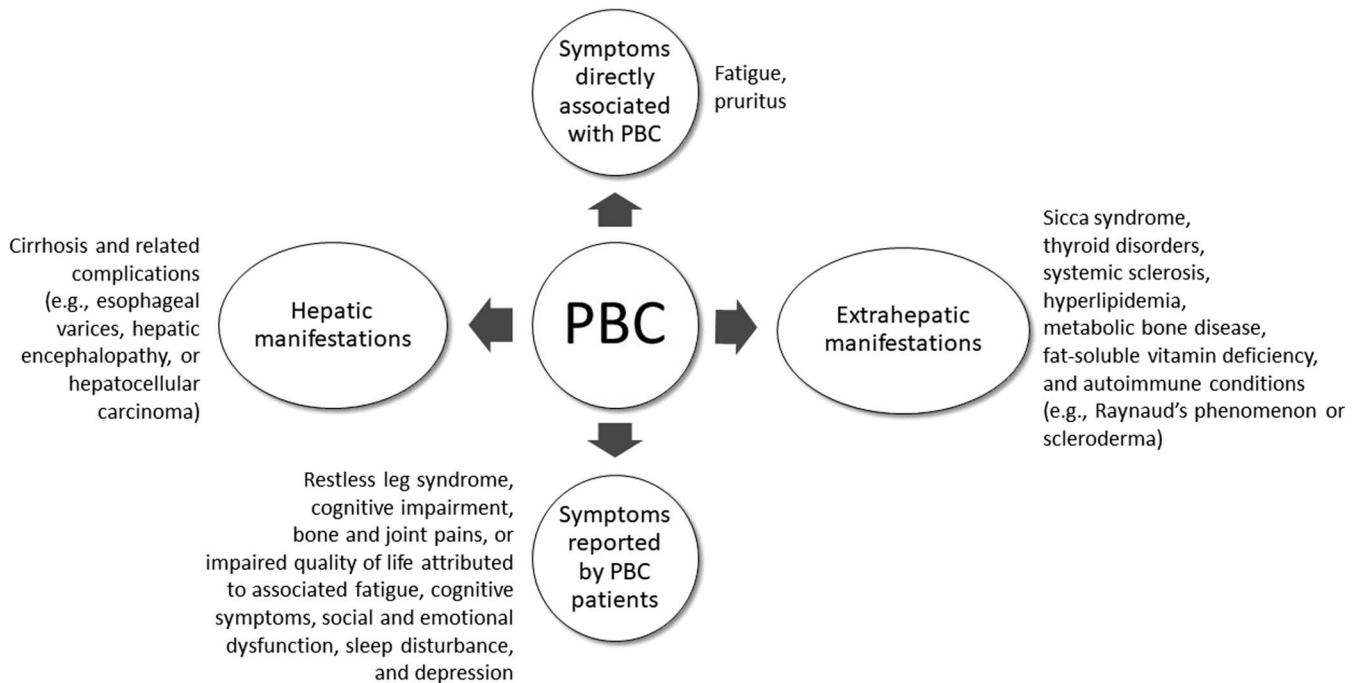 Symptoms
directly
associated
with PBC
Fatigue,
pruritus
Cirrhosis and related
complications
(e.g., esophageal
varices, hepatic
encephalopathy, or
hepatocellular
carcinoma)
Hepatic
manifestations
PBC
Extrahepatic
manifestations
Sicca syndrome,
thyroid disorders,
systemic sclerosis,
hyperlipidemia,
metabolic bone disease,
fat-soluble vitamin deficiency,
and autoimmune conditions
(e.g., Raynaud’s phenomenon or
scleroderma)
Restless leg syndrome,
cognitive impairment,
bone and joint pains, or
impaired quality of life attributed
to associated fatigue, cognitive
symptoms, social and emotional
dysfunction, sleep disturbance,
and depression
Symptoms
reported
by PBC
patients